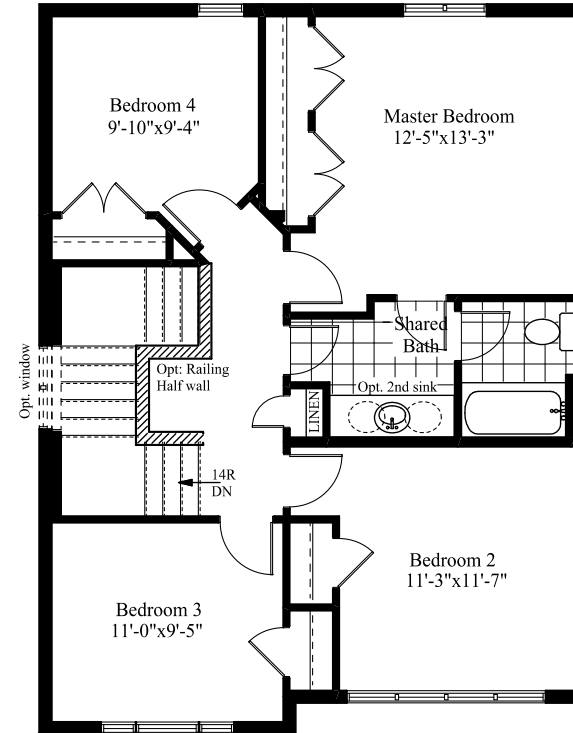 Bedroom 4
9'-10"x9'-4"
Master Bedroom
12'-5"x13'-3"
Shared
Bath
Opt: Railing
Half wall
Opt. window
Opt. 2nd sink
LINEN
14R
DN
Bedroom 2
11'-3"x11'-7"
Bedroom 3
11'-0"x9'-5"